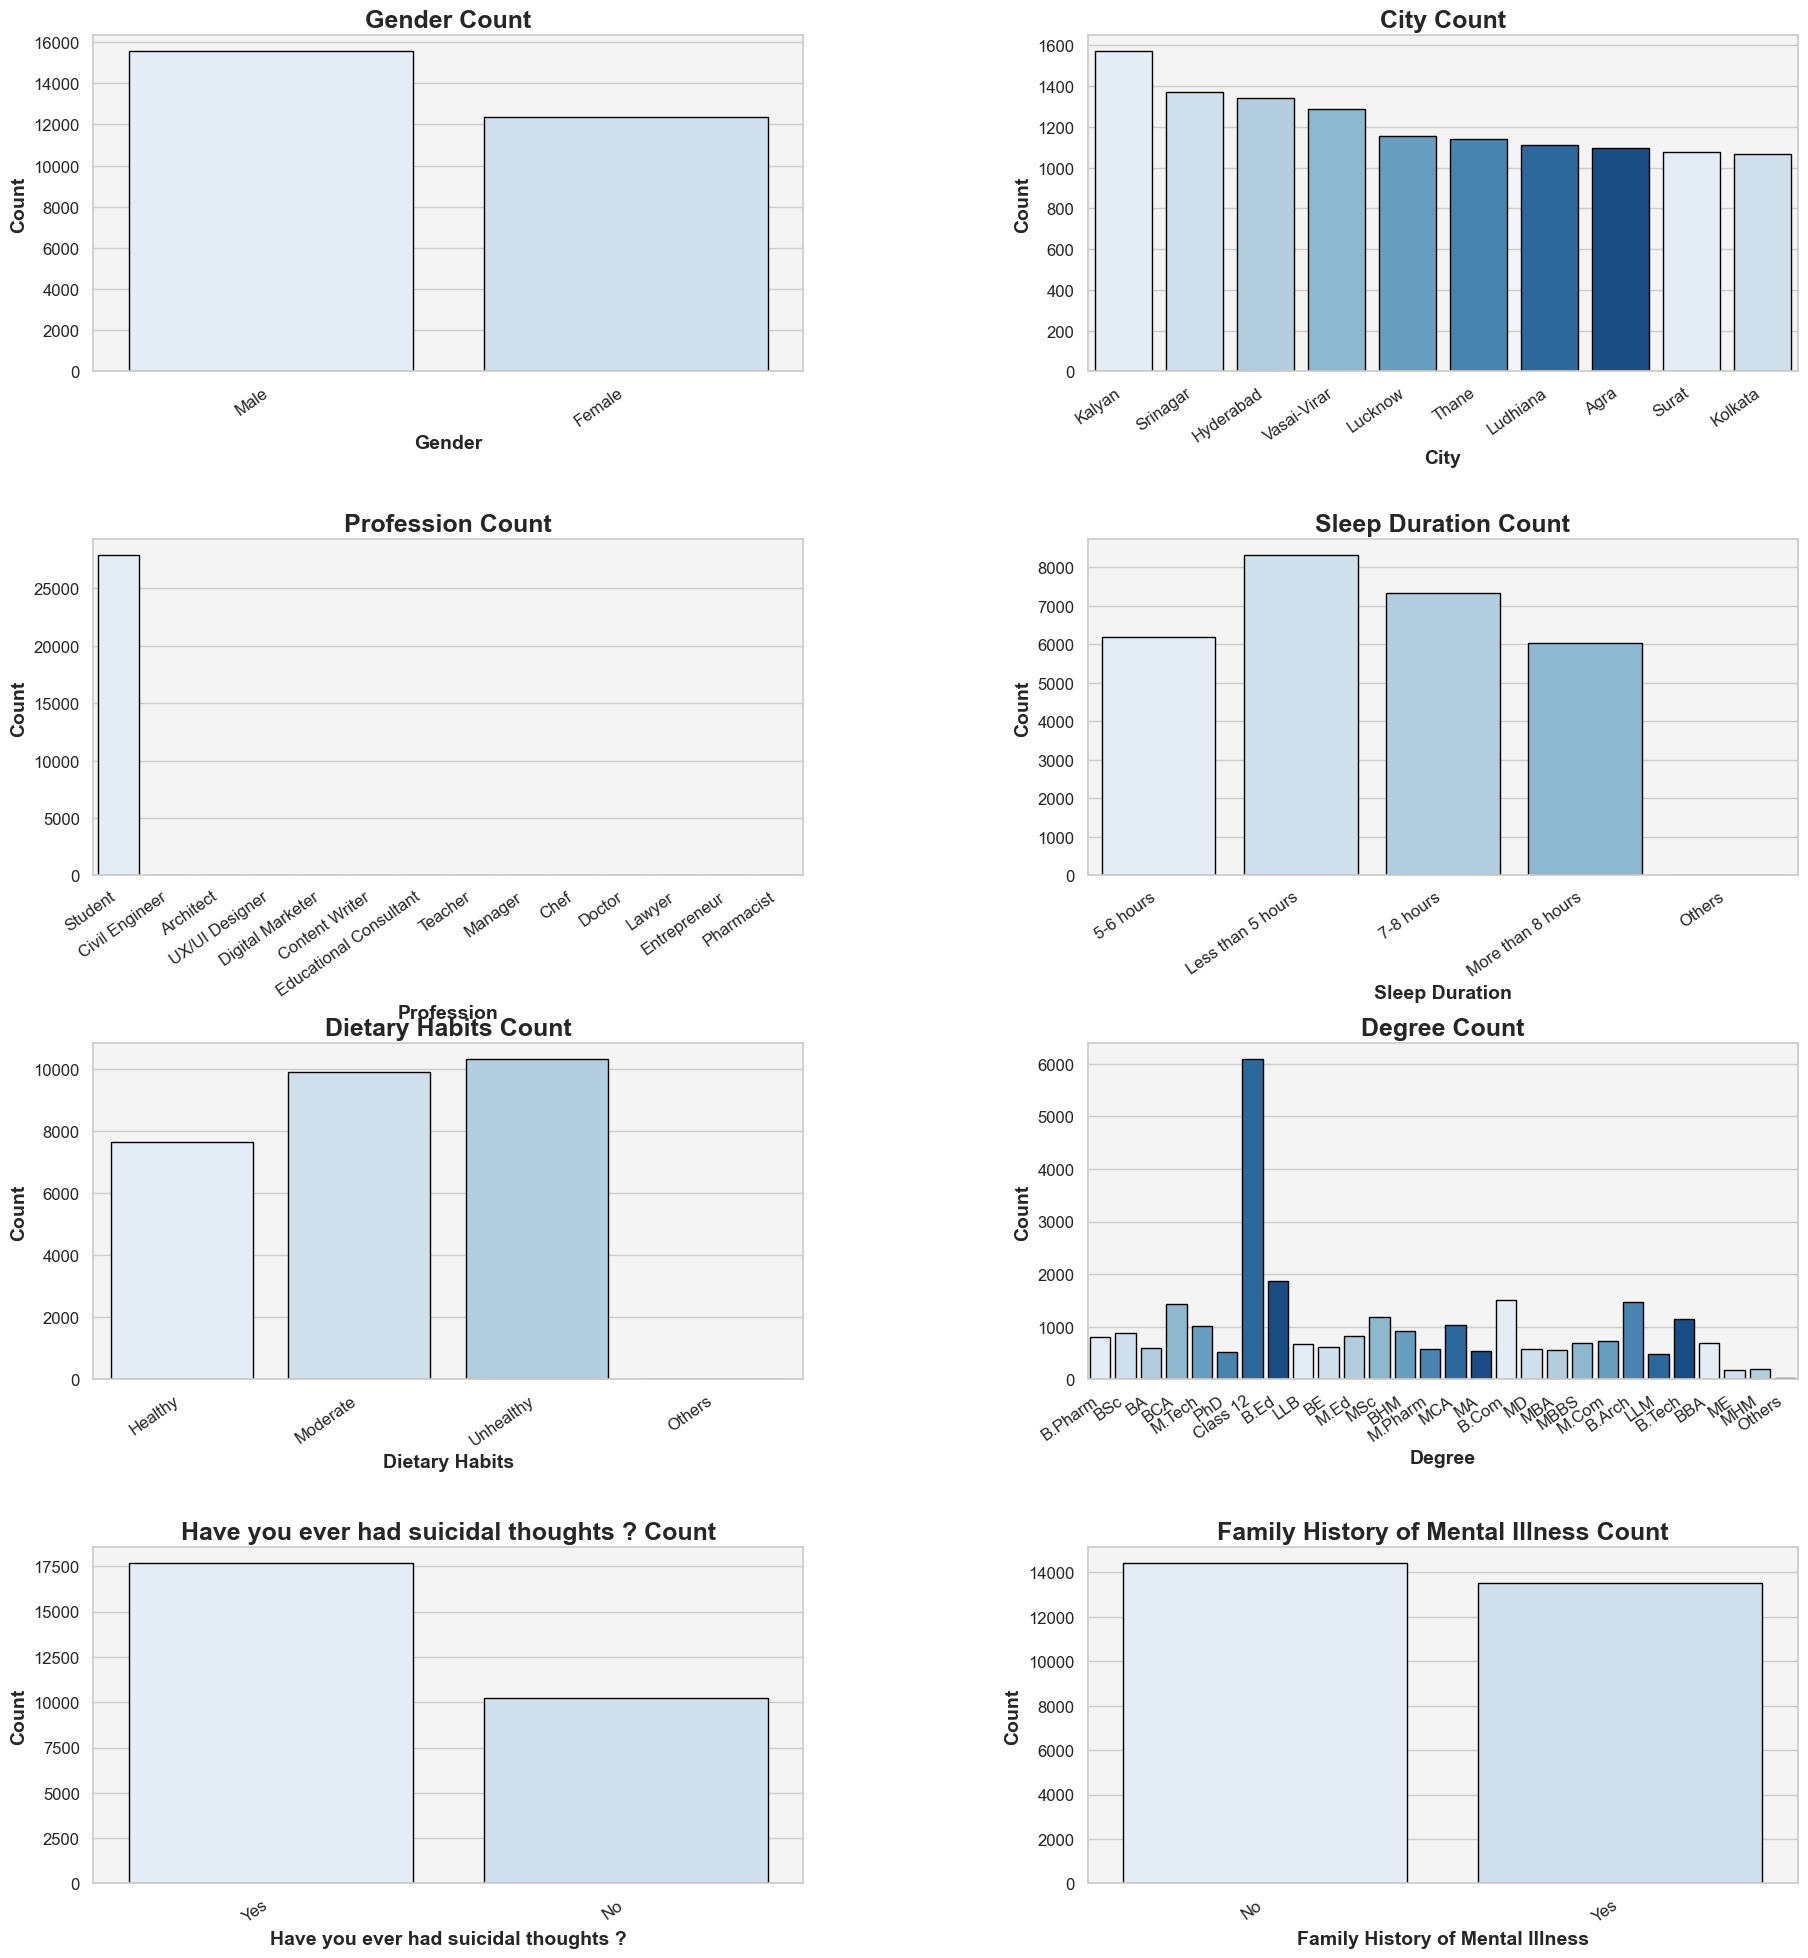 Gender Count
Count
16000
14000
12000
10000
8000
6000
4000
2000
0
Male
Female
Gender
City Count
Count
1600
1400
1200
1000
800
600
400
200
0
Kalyan
Srinagar
Hyderabad
Vasai-Virar
Lucknow
Thane
Ludhiana
Agra
Surat
Kolkata
City
Profession Count
Count
25000
20000
15000
10000
5000
0
Student
Civil Engineer
Architect
UX/UI Designer
Digital Marketer
Content Writer
Educational Consultant
Teacher
Manager
Chef
Doctor
Lawyer
Entrepreneur
Pharmacist
Profession
Sleep Duration Count
Count
8000
7000
6000
5000
4000
3000
2000
1000
0
5-6 hours
Less than 5 hours
7-8 hours
More than 8 hours
Others
Sleep Duration
Dietary Habits Count
Count
10000
8000
6000
4000
2000
0
Healthy
Moderate
Unhealthy
Others
Dietary Habits
Degree Count
Count
6000
5000
4000
3000
2000
1000
0
B.Pharm
BSc
BA
BCA
M.Tech
PhD
Class 12
B.Ed
LLB
BE
M.Ed
MSc
BHM
M.Pharm
MCA
MA
B.Com
MD
MBA
MBBS
M.Com
B.Arch
LLM
B.Tech
BBA
ME
MHM
Others
Degree
Have you ever had suicidal thoughts ? Count
Count
17500
15000
12500
10000
7500
5000
2500
0
Yes
No
Have you ever had suicidal thoughts ?
Family History of Mental Illness Count
Count
14000
12000
10000
8000
6000
4000
2000
0
No
Yes
Family History of Mental Illness